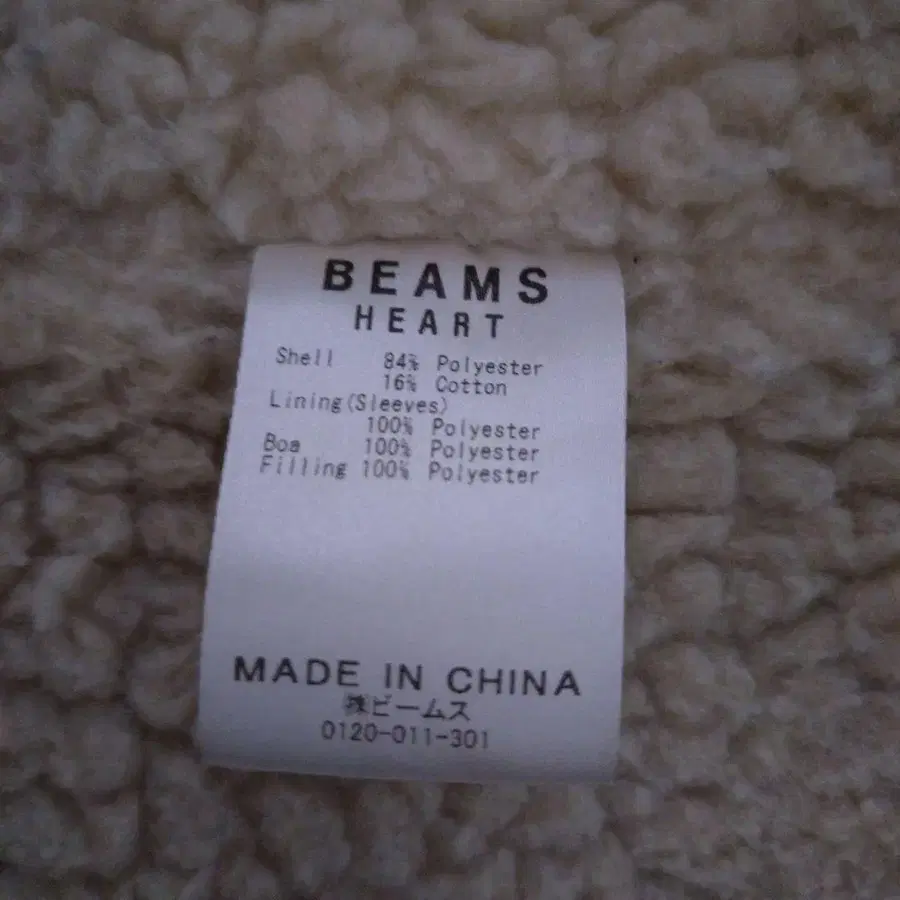 BEAMS
HEART
Shell 84% Polyester
16% Cotton
Lining(Sleeves)
100% Polyester
Boa 100% Polyester
Filling 100% Polyester
MADE IN CHINA
㈱ビームス
0120-011-301